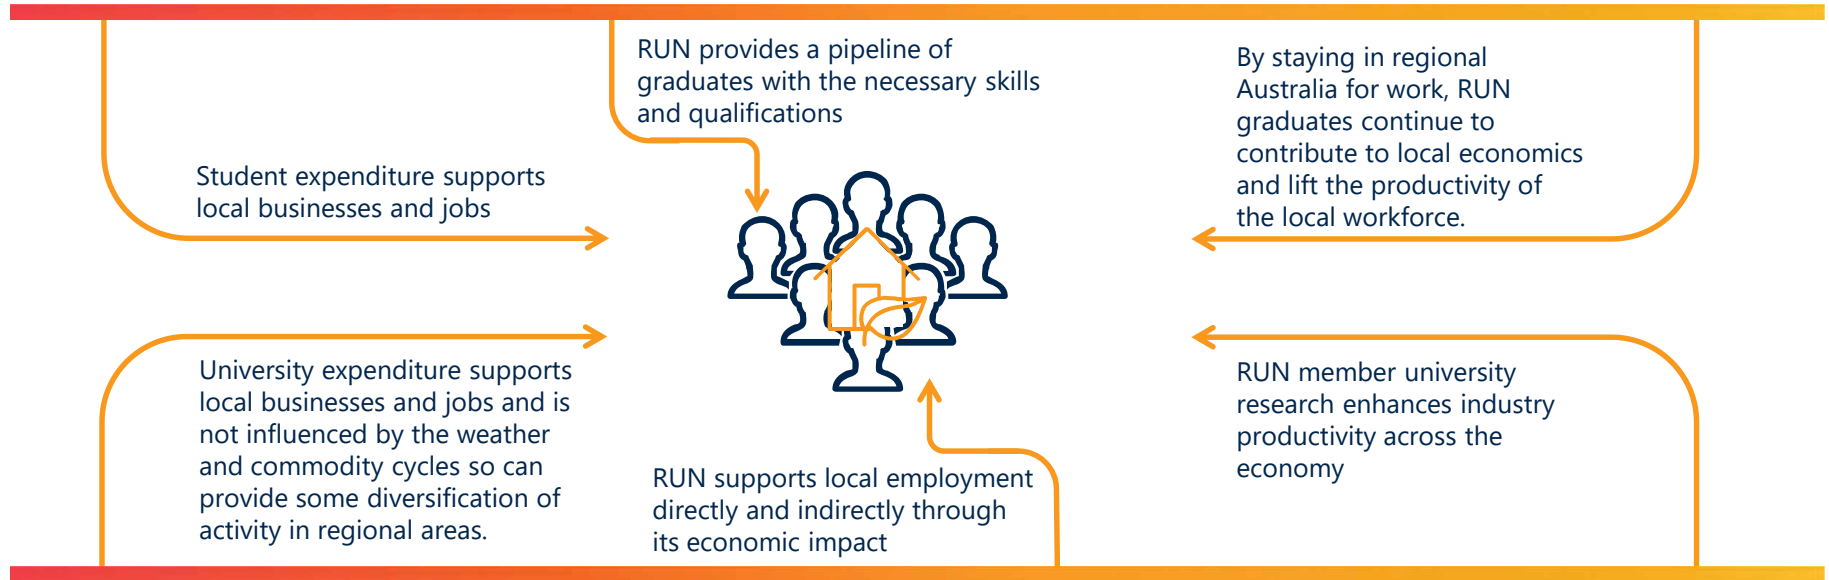 RUN provides a pipeline of
graduates with the necessary skills
and qualifications
By staying in regional
Australia for work, RUN
graduates continue to
contribute to local economics
and lift the productivity of
the local workforce.
Student expenditure supports
local businesses and jobs
University expenditure supports
local businesses and jobs and is
not influenced by the weather
and commodity cycles so can
provide some diversification of
activity in regional areas.
RUN supports local employment
directly and indirectly through
its economic impact
RUN member university
research enhances industry
productivity across the
economy